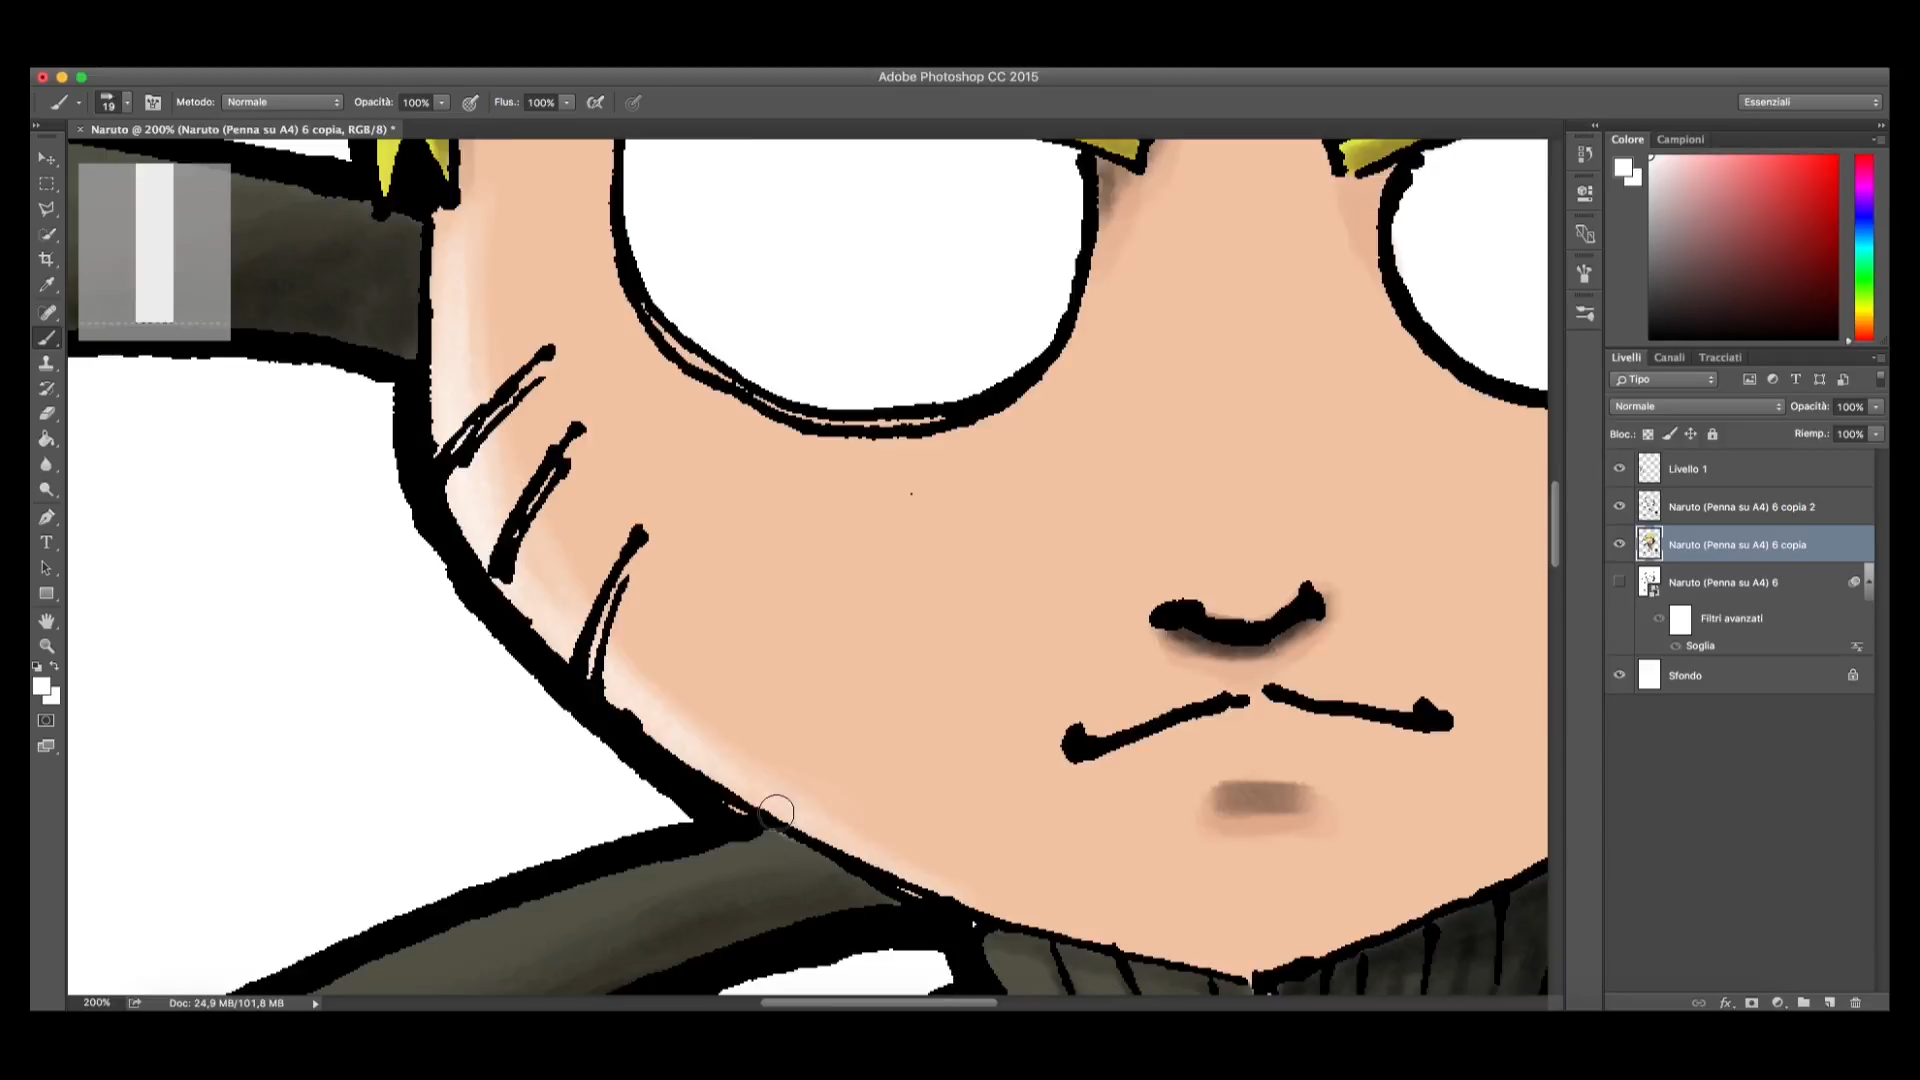 Adobe Photoshop CC 2015
19 Metodo: Normale Opacità: 100% Flus.: 100% Essenziali
Naruto @ 200% (Naruto (Penna su A4) 6 copia, RGB/8) *
Colore Campioni
Livelli Canali Tracciati
Tipo
Normale Opacità: 100%
Bloc.: Riemp.: 100%
Livello 1
Naruto (Penna su A4) 6 copia 2
Naruto (Penna su A4) 6 copia
Naruto (Penna su A4) 6
Filtri avanzati
Soglia
Sfondo
200% Doc: 24,9 MB/101,8 MB